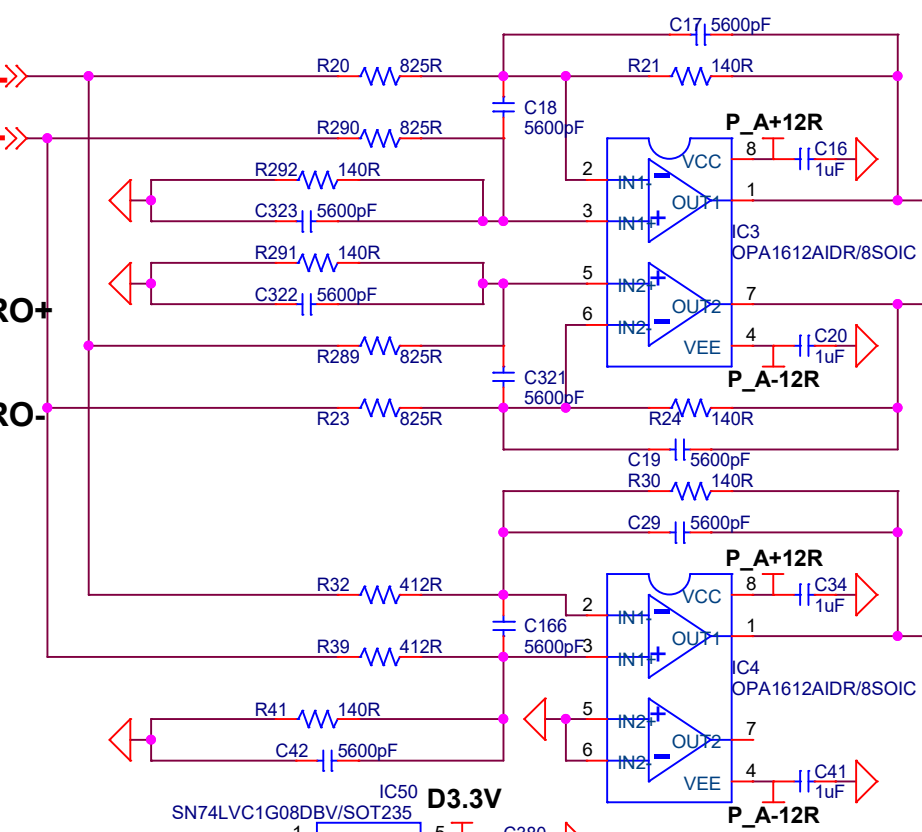 C17 5600pF
R20 825R
R21 140R
C18
5600pF
R290 825R
P_A+12R
8
C16
1uF
VCC
R292 140R
2
IN1-
OUT1
1
C323 5600pF
3
IN1+
IC3
OPA1612AIDR/8SOIC
R291 140R
5
IN2+
C322 5600pF
OUT2
7
RO+
6
IN2-
4
C20
1uF
VEE
R289 825R
P_A-12R
C321
5600pF
RO-
R23 825R
R24 140R
C19 5600pF
R30 140R
C29 5600pF
P_A+12R
8
C34
1uF
VCC
R32 412R
2
IN1-
C166
5600pF
OUT1
1
R39 412R
3
IN1+
IC4
OPA1612AIDR/8SOIC
R41 140R
5
IN2+
OUT2
7
C42 5600pF
6
IN2-
4
C41
1uF
VEE
P_A-12R
IC50
D3.3V
SN74LVC1G08DBV/SOT235
1
5
C380